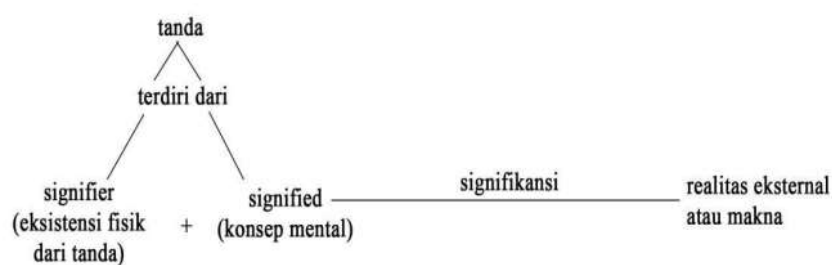 tanda
terdiri dari
signifier
(eksistensi fisik
dari tanda)
+
signified
(konsep mental)
signifikansi
realitas eksternal
atau makna